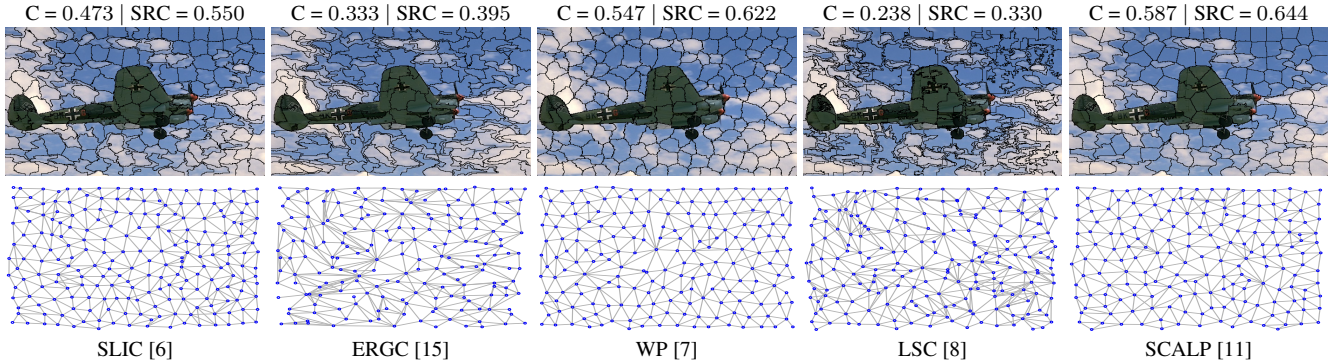 C = 0.473 | SRC = 0.550
C = 0.333 | SRC = 0.395
C = 0.547 | SRC = 0.622
C = 0.238 | SRC = 0.330
C = 0.587 | SRC = 0.644
SLIC [6]
ERGC [15]
WP [7]
LSC [8]
SCALP [11]